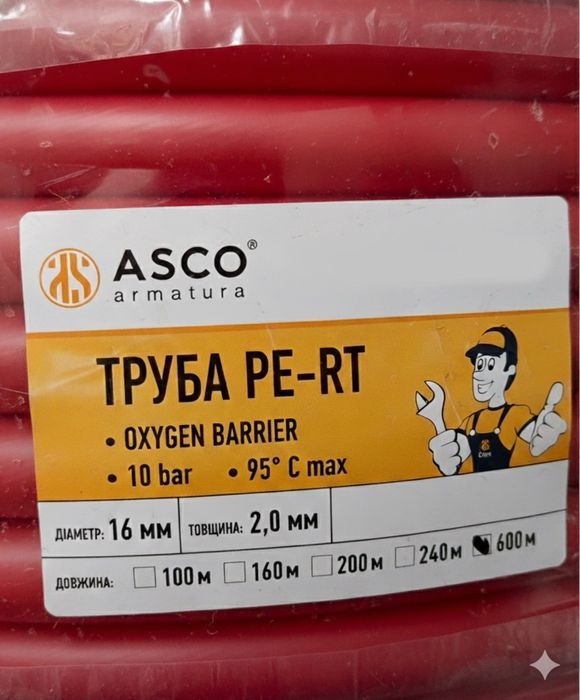 ASCO®
armatura
ТРУБА PE-RT
• OXYGEN BARRIER
• 10 bar • 95° C max
ДІАМЕТР: 16 мм ТОВЩИНА: 2,0 мм
ДОВЖИНА: 100 м 160 м 200 м 240 м 600 м